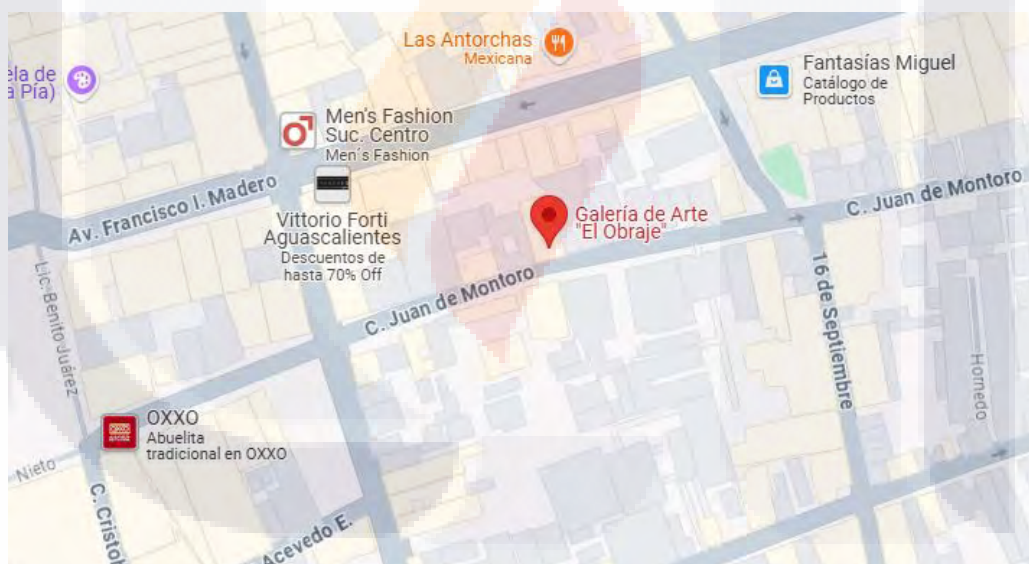 Las Antorchas
Mexicana
Fantasías Miguel
Catálogo de
Productos
ela de
a Pía)
Men's Fashion
Suc. Centro
Men´s Fashion
Av. Francisco I. Madero
Vittorio Forti
Aguascalientes
Descuentos de
hasta 70% Off
Galería de Arte
"El Obraje"
C. Juan de Montoro
C. Juan de Montoro
Lic. Benito Juárez
16 de Septiembre
Hornedo
OXXO
Abuelita
tradicional en OXXO
Nieto
C. Cristob
Acevedo E.